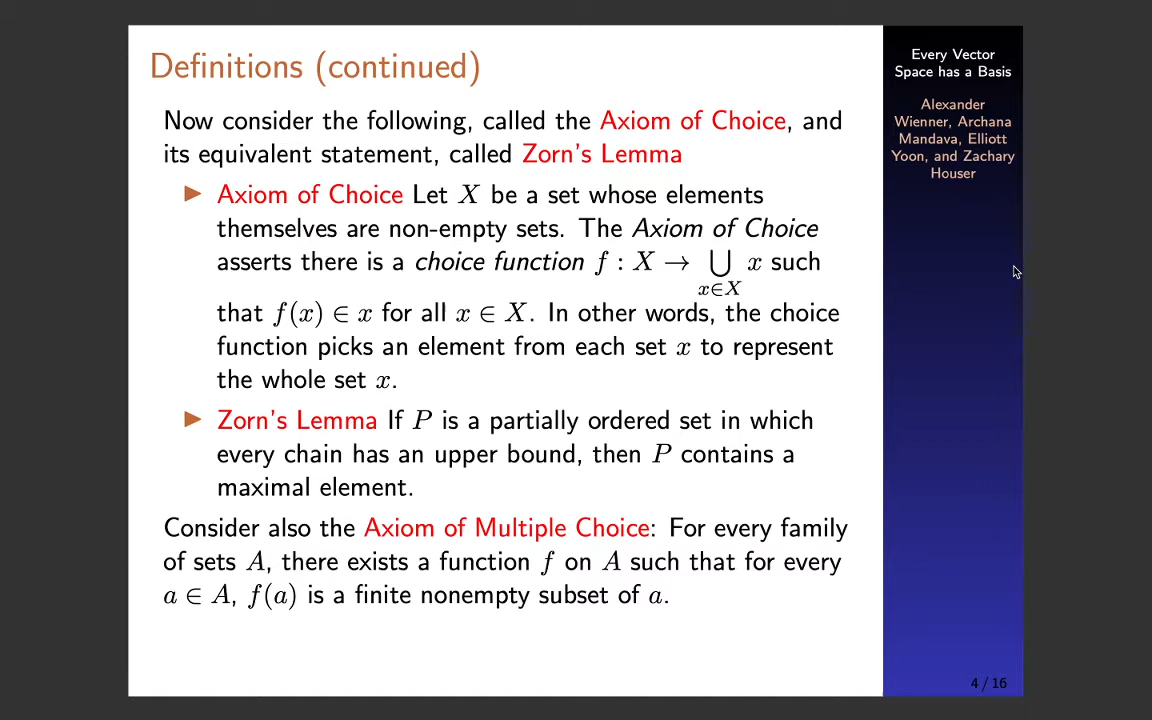 Definitions (continued)
Now consider the following, called the Axiom of Choice, and
its equivalent statement, called Zorn's Lemma
▶ Axiom of Choice Let X be a set whose elements
themselves are non-empty sets. The Axiom of Choice
asserts there is a choice function f : X → ⋃ x such
x∈X
that f(x) ∈ x for all x ∈ X. In other words, the choice
function picks an element from each set x to represent
the whole set x.
▶ Zorn's Lemma If P is a partially ordered set in which
every chain has an upper bound, then P contains a
maximal element.
Consider also the Axiom of Multiple Choice: For every family
of sets A, there exists a function f on A such that for every
a ∈ A, f(a) is a finite nonempty subset of a.
Every Vector
Space has a Basis
Alexander
Wienner, Archana
Mandava, Elliott
Yoon, and Zachary
Houser
4 / 16